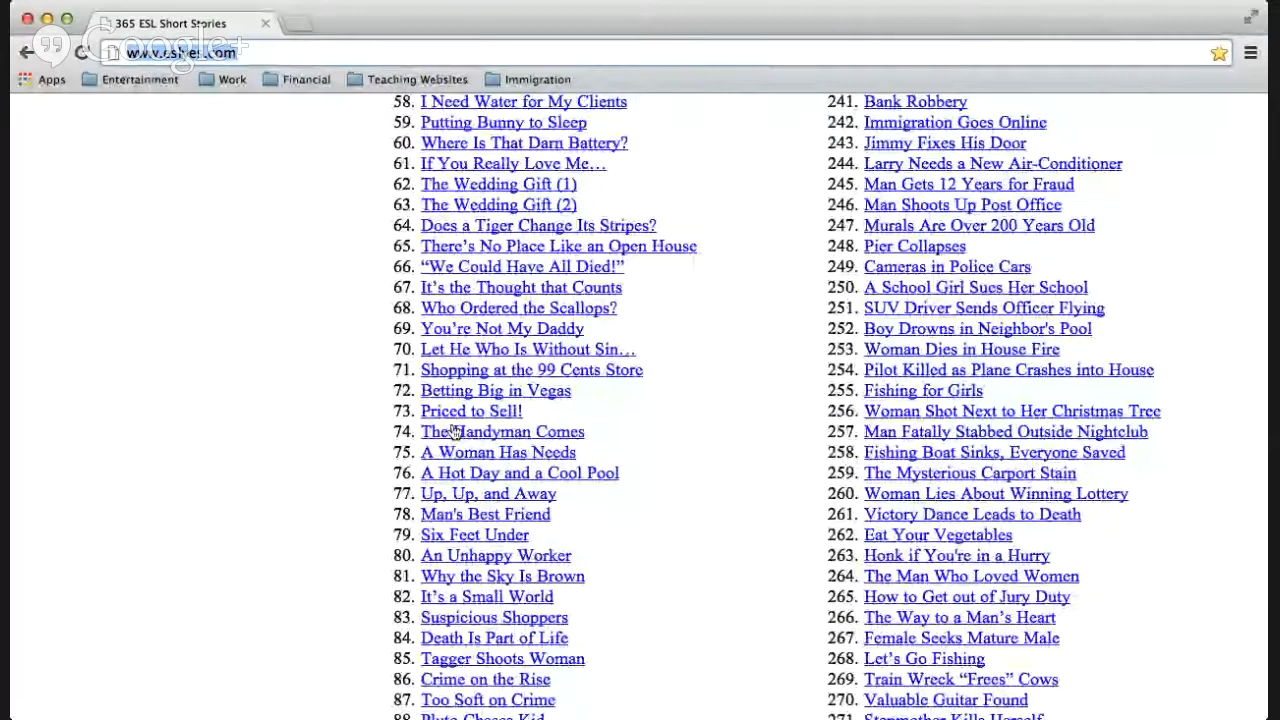 365 ESL Short Stories
Google+
Apps Entertainment Work Financial Teaching Websites Immigration
58. I Need Water for My Clients
59. Putting Bunny to Sleep
60. Where Is That Darn Battery?
61. If You Really Love Me…
62. The Wedding Gift (1)
63. The Wedding Gift (2)
64. Does a Tiger Change Its Stripes?
65. There’s No Place Like an Open House
66. “We Could Have All Died!”
67. It’s the Thought that Counts
68. Who Ordered the Scallops?
69. You’re Not My Daddy
70. Let He Who Is Without Sin…
71. Shopping at the 99 Cents Store
72. Betting Big in Vegas
73. Priced to Sell!
74. The Handyman Comes
75. A Woman Has Needs
76. A Hot Day and a Cool Pool
77. Up, Up, and Away
78. Man's Best Friend
79. Six Feet Under
80. An Unhappy Worker
81. Why the Sky Is Brown
82. It’s a Small World
83. Suspicious Shoppers
84. Death Is Part of Life
85. Tagger Shoots Woman
86. Crime on the Rise
87. Too Soft on Crime
88. Pluto Chases Kid
241. Bank Robbery
242. Immigration Goes Online
243. Jimmy Fixes His Door
244. Larry Needs a New Air-Conditioner
245. Man Gets 12 Years for Fraud
246. Man Shoots Up Post Office
247. Murals Are Over 200 Years Old
248. Pier Collapses
249. Cameras in Police Cars
250. A School Girl Sues Her School
251. SUV Driver Sends Officer Flying
252. Boy Drowns in Neighbor's Pool
253. Woman Dies in House Fire
254. Pilot Killed as Plane Crashes into House
255. Fishing for Girls
256. Woman Shot Next to Her Christmas Tree
257. Man Fatally Stabbed Outside Nightclub
258. Fishing Boat Sinks, Everyone Saved
259. The Mysterious Carport Stain
260. Woman Lies About Winning Lottery
261. Victory Dance Leads to Death
262. Eat Your Vegetables
263. Honk if You're in a Hurry
264. The Man Who Loved Women
265. How to Get out of Jury Duty
266. The Way to a Man’s Heart
267. Female Seeks Mature Male
268. Let’s Go Fishing
269. Train Wreck “Frees” Cows
270. Valuable Guitar Found
271. Stepmother Kills Herself